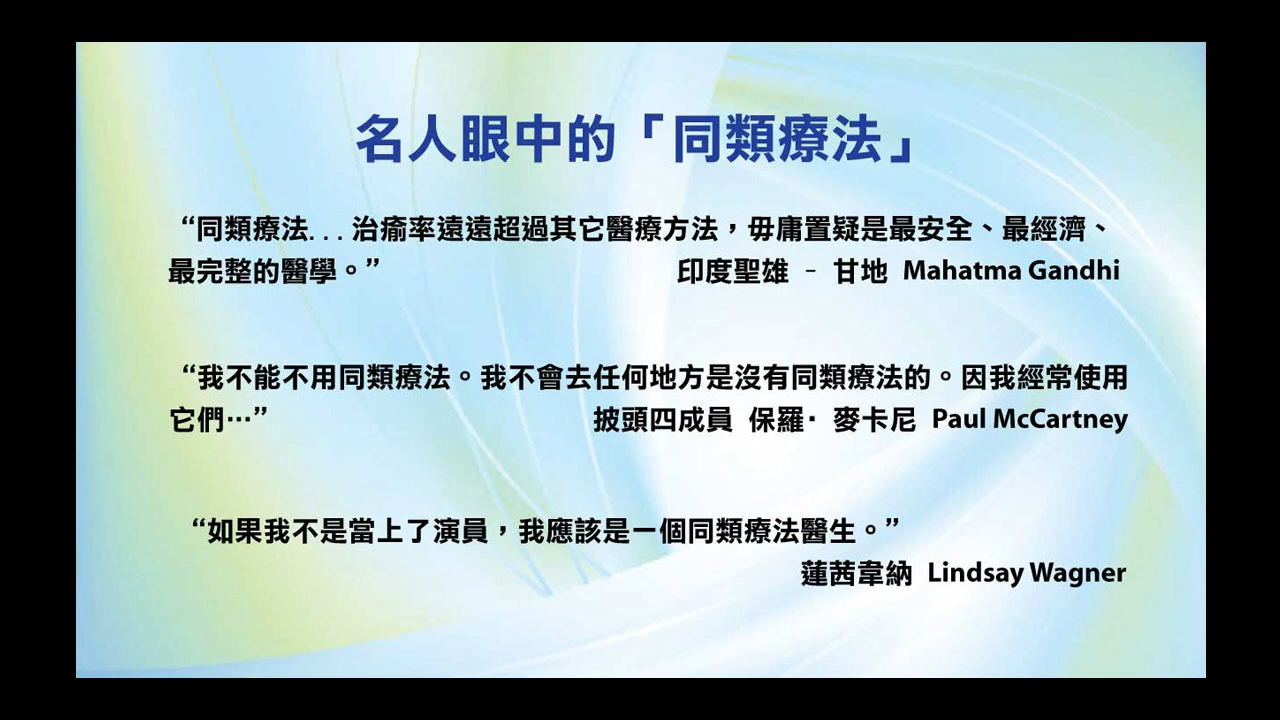 名人眼中的「同類療法」
“同類療法...治癒率遠遠超過其它醫療方法，毋庸置疑是最安全、最經濟、
最完整的醫學。” 印度聖雄 – 甘地 Mahatma Gandhi
“我不能不用同類療法。我不會去任何地方是沒有同類療法的。因我經常使用
它們…” 披頭四成員 保羅· 麥卡尼 Paul McCartney
“如果我不是當上了演員，我應該是一個同類療法醫生。”
蓮茜韋納 Lindsay Wagner